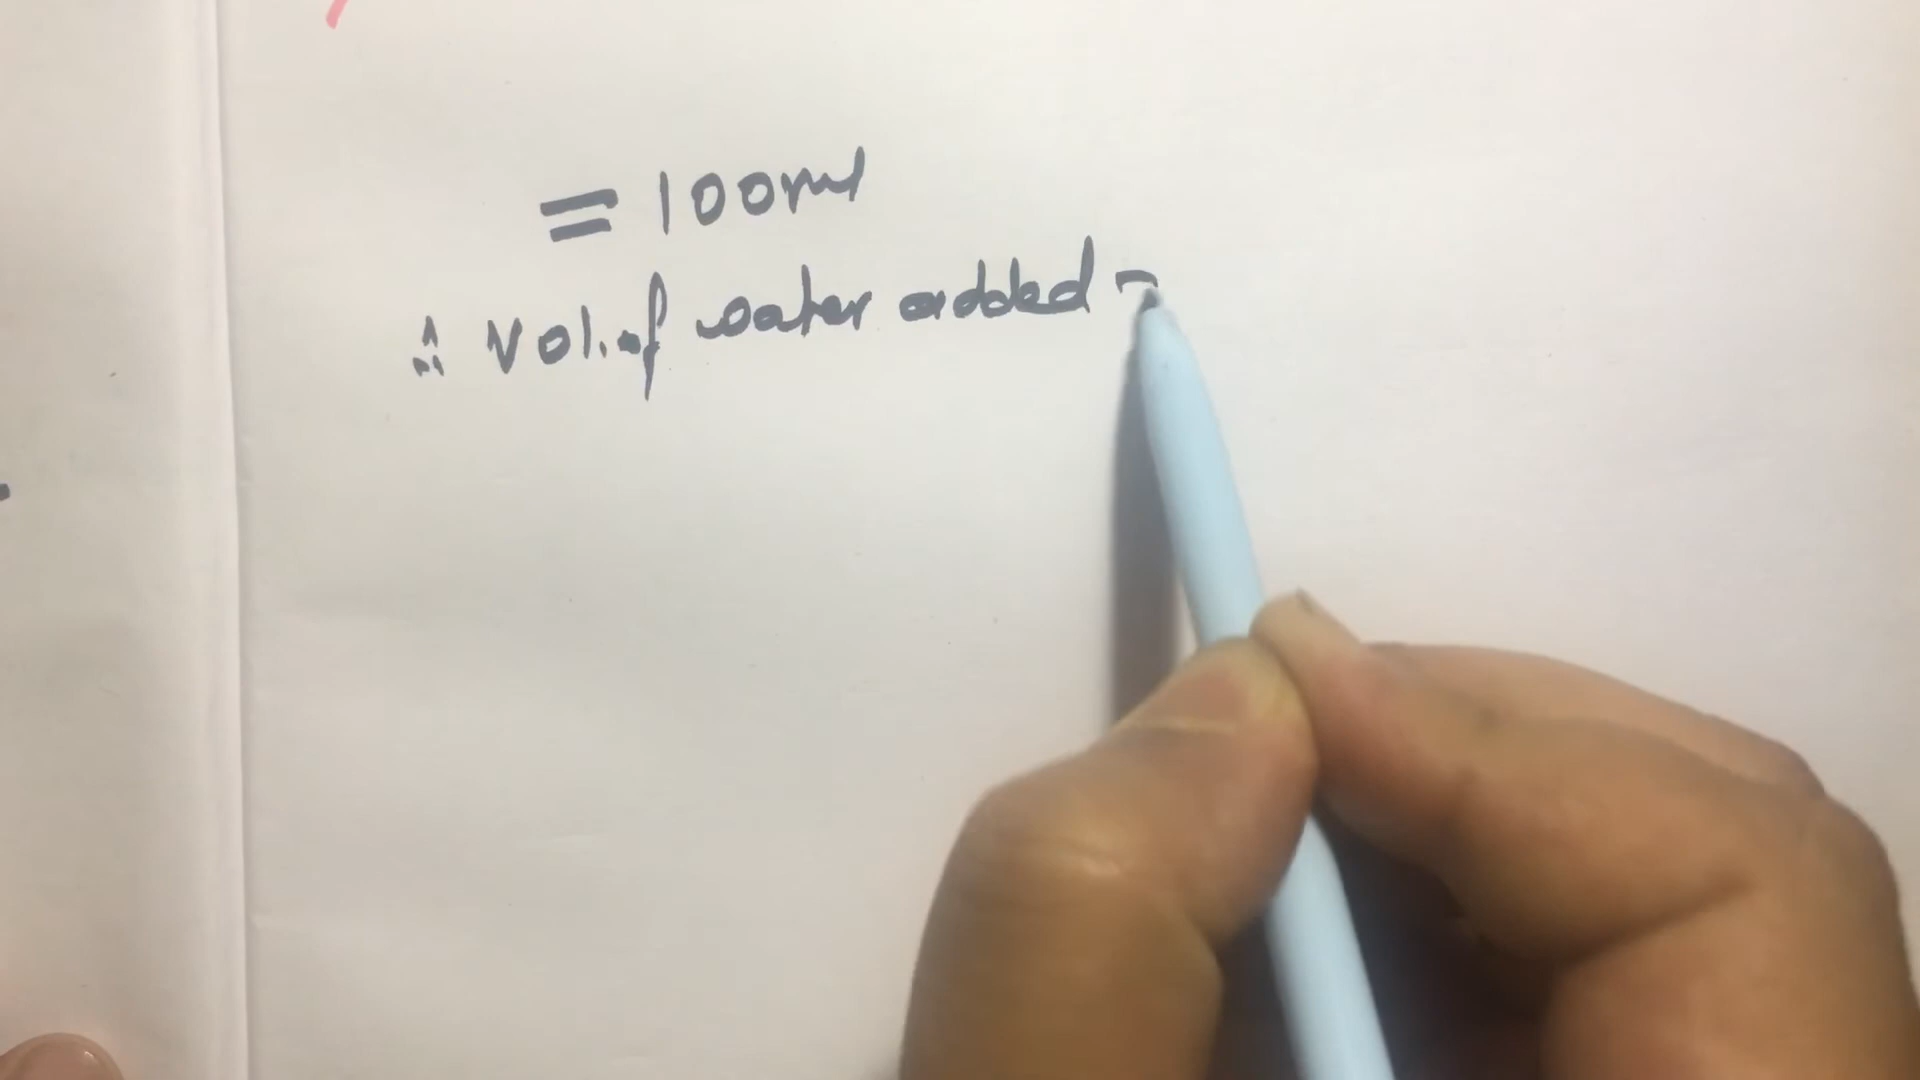 = 100ml
∴ Vol. of water added =